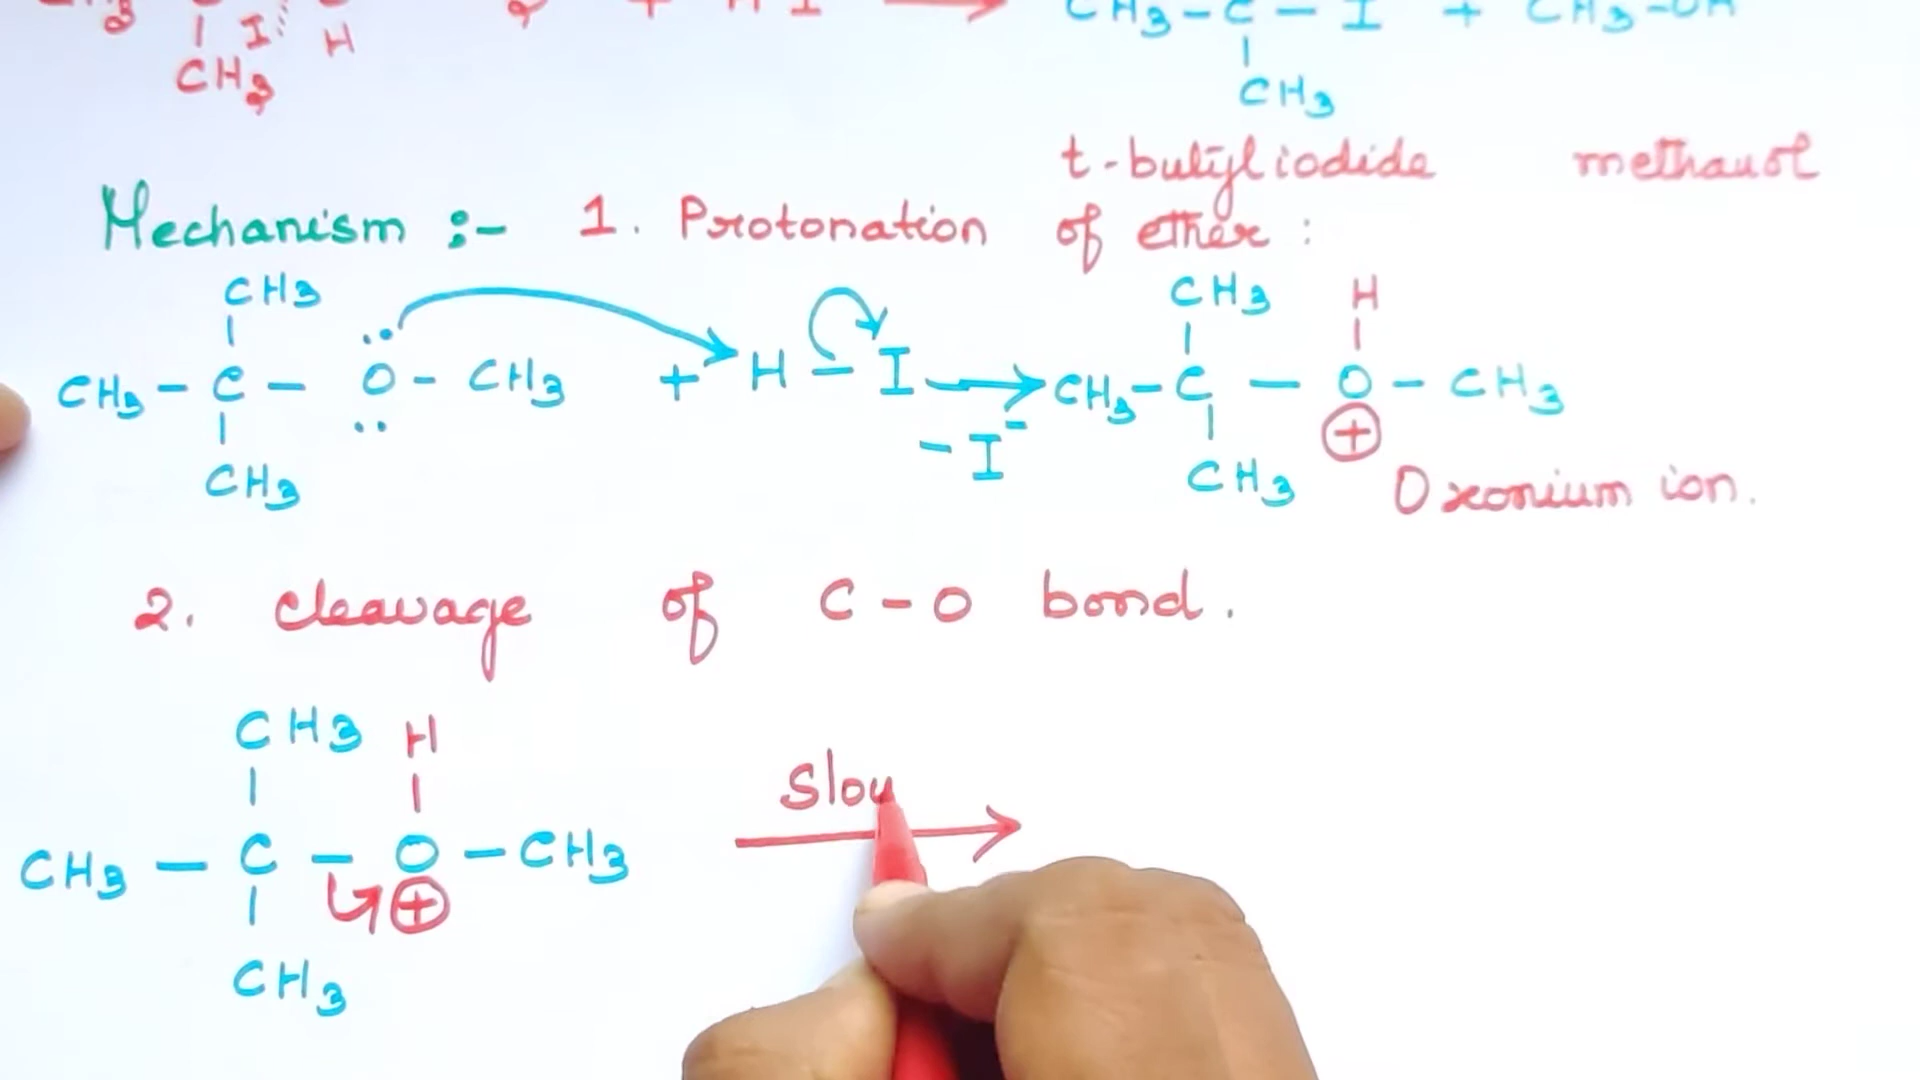 I H + H I → CH3 - C - I + CH3 - OH
CH3 CH3
t-butyl iodide methanol
Mechanism :- 1. Protonation of ether :
CH3 CH3 H
CH3 - C - O - CH3 + H - I → CH3 - C - O - CH3
- I⁻ ⊕
CH3 CH3 Oxonium ion.
2. cleavage of C - O bond.
CH3 H
Slow
CH3 - C - O - CH3 →
⊕
CH3